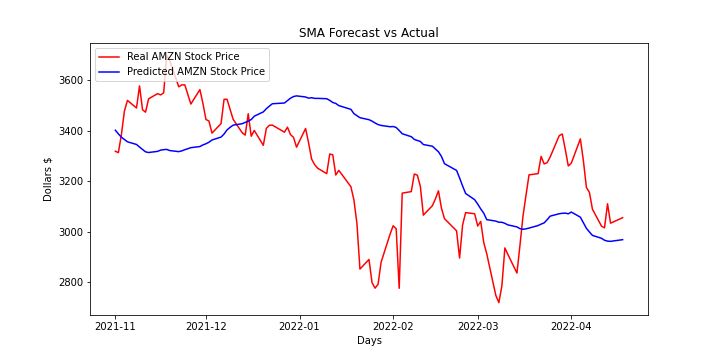 SMA Forecast vs Actual
Real AMZN Stock Price
Predicted AMZN Stock Price
3600
3400
3200
3000
2800
Dollars $
2021-11 2021-12 2022-01 2022-02 2022-03 2022-04
Days